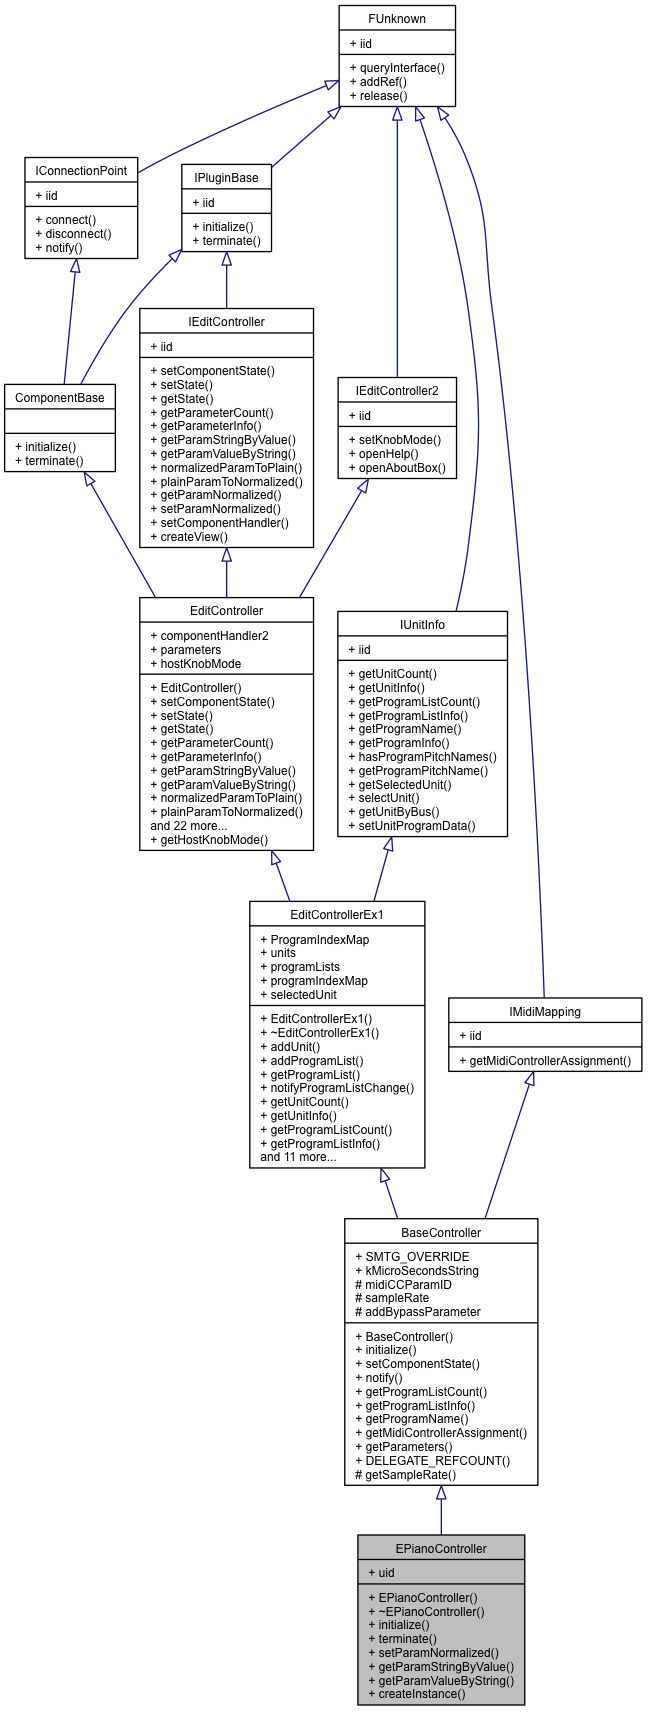 FUnknown
+ iid
+ queryInterface()
+ addRef()
+ release()
IConnectionPoint
+ iid
+ connect()
+ disconnect()
+ notify()
IPluginBase
+ iid
+ initialize()
+ terminate()
IEditController
+ iid
+ setComponentState()
+ setState()
+ getState()
+ getParameterCount()
+ getParameterInfo()
+ getParamStringByValue()
+ getParamValueByString()
+ normalizedParamToPlain()
+ plainParamToNormalized()
+ getParamNormalized()
+ setParamNormalized()
+ setComponentHandler()
+ createView()
ComponentBase
+ initialize()
+ terminate()
IEditController2
+ iid
+ setKnobMode()
+ openHelp()
+ openAboutBox()
EditController
+ componentHandler2
+ parameters
+ hostKnobMode
+ EditController()
+ setComponentState()
+ setState()
+ getState()
+ getParameterCount()
+ getParameterInfo()
+ getParamStringByValue()
+ getParamValueByString()
+ normalizedParamToPlain()
+ plainParamToNormalized()
and 22 more...
+ getHostKnobMode()
IUnitInfo
+ iid
+ getUnitCount()
+ getUnitInfo()
+ getProgramListCount()
+ getProgramListInfo()
+ getProgramName()
+ getProgramInfo()
+ hasProgramPitchNames()
+ getProgramPitchName()
+ getSelectedUnit()
+ selectUnit()
+ getUnitByBus()
+ setUnitProgramData()
EditControllerEx1
+ ProgramIndexMap
+ units
+ programLists
+ programIndexMap
+ selectedUnit
+ EditControllerEx1()
+ ~EditControllerEx1()
+ addUnit()
+ addProgramList()
+ getProgramList()
+ notifyProgramListChange()
+ getUnitCount()
+ getUnitInfo()
+ getProgramListCount()
+ getProgramListInfo()
and 11 more...
IMidiMapping
+ iid
+ getMidiControllerAssignment()
BaseController
+ SMTG_OVERRIDE
+ kMicroSecondsString
# midiCCParamID
# sampleRate
# addBypassParameter
+ BaseController()
+ initialize()
+ setComponentState()
+ notify()
+ getProgramListCount()
+ getProgramListInfo()
+ getProgramName()
+ getMidiControllerAssignment()
+ getParameters()
+ DELEGATE_REFCOUNT()
# getSampleRate()
EPianoController
+ uid
+ EPianoController()
+ ~EPianoController()
+ initialize()
+ terminate()
+ setParamNormalized()
+ getParamStringByValue()
+ getParamValueByString()
+ createInstance()